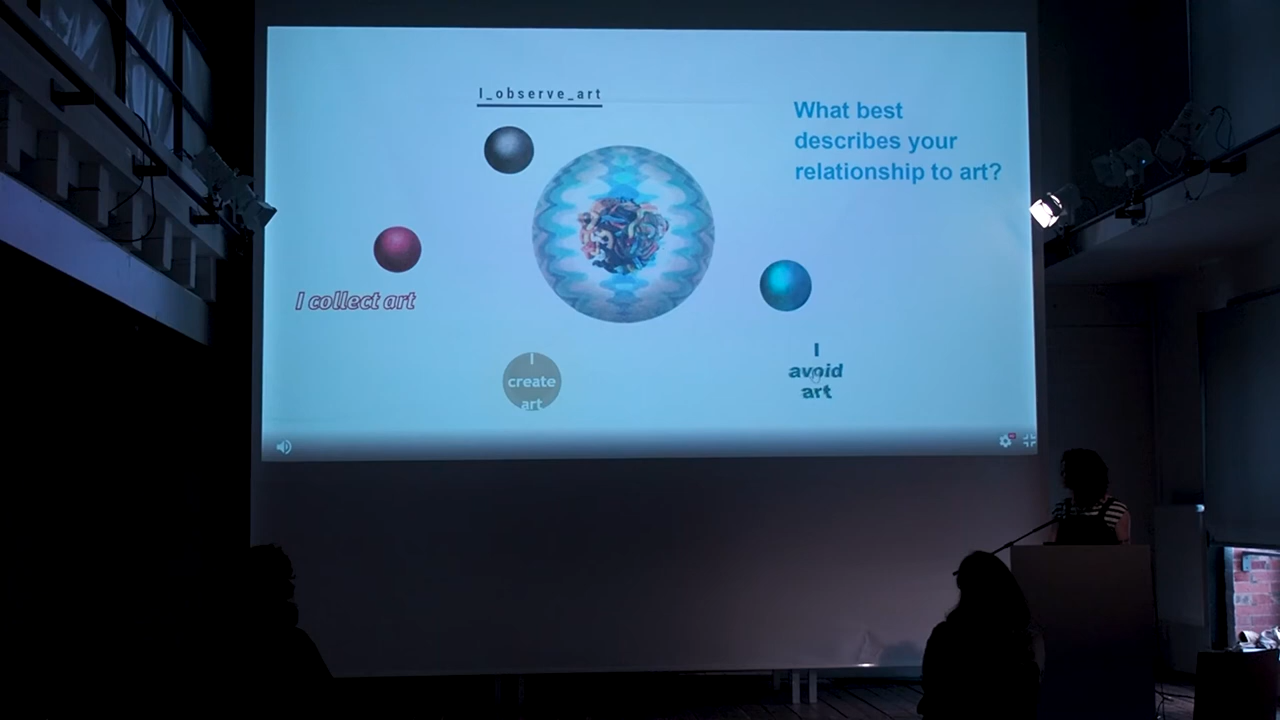 I_observe_art
What best
describes your
relationship to art?
I collect art
I
create
art
I
avoid
art